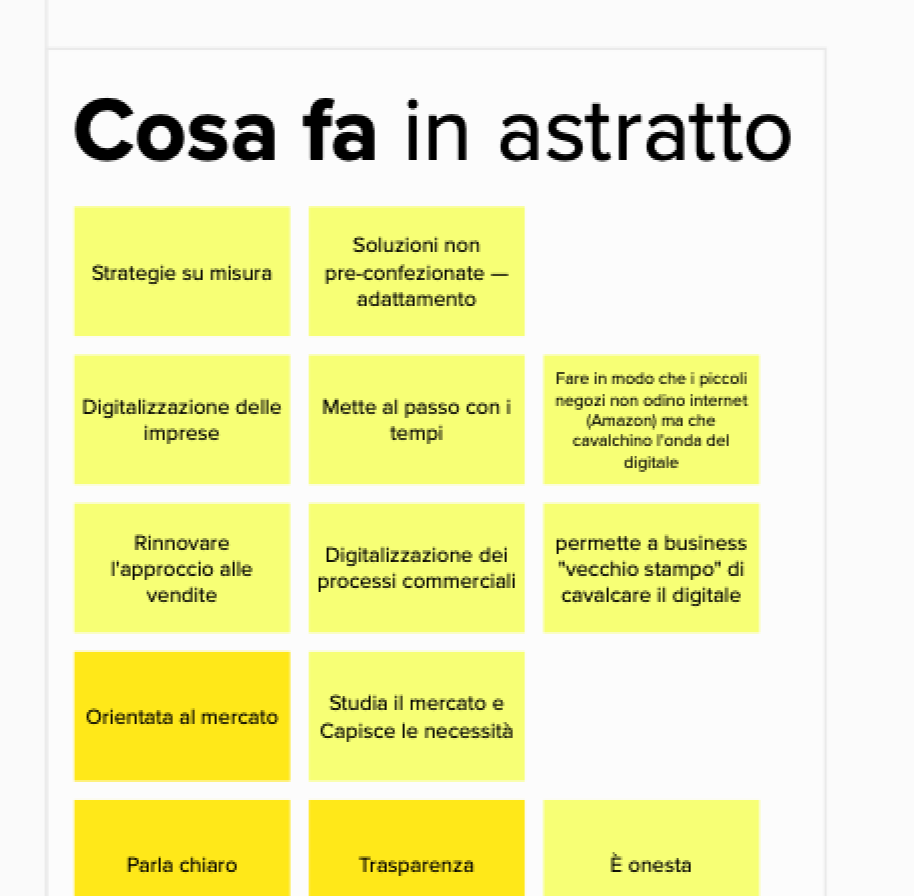 Cosa fa in astratto
Strategie su misura
Soluzioni non
pre-confezionate —
adattamento
Digitalizzazione delle
imprese
Mette al passo con i
tempi
Fare in modo che i piccoli
negozi non odino internet
(Amazon) ma che
cavalchino l'onda del
digitale
Rinnovare
l'approccio alle
vendite
Digitalizzazione dei
processi commerciali
permette a business
"vecchio stampo" di
cavalcare il digitale
Orientata al mercato
Studia il mercato e
Capisce le necessità
Parla chiaro
Trasparenza
È onesta